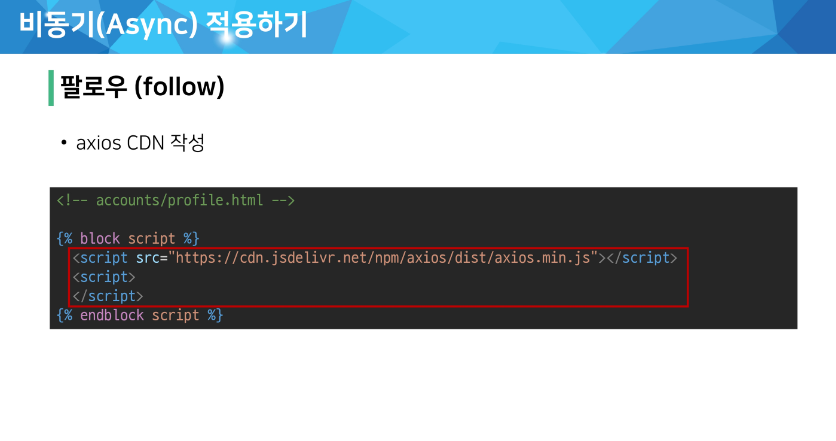 비동기(Async) 적용하기
팔로우 (follow)
• axios CDN 작성
<!-- accounts/profile.html -->
{% block script %}
<script src="https://cdn.jsdelivr.net/npm/axios/dist/axios.min.js"></script>
<script>
</script>
{% endblock script %}